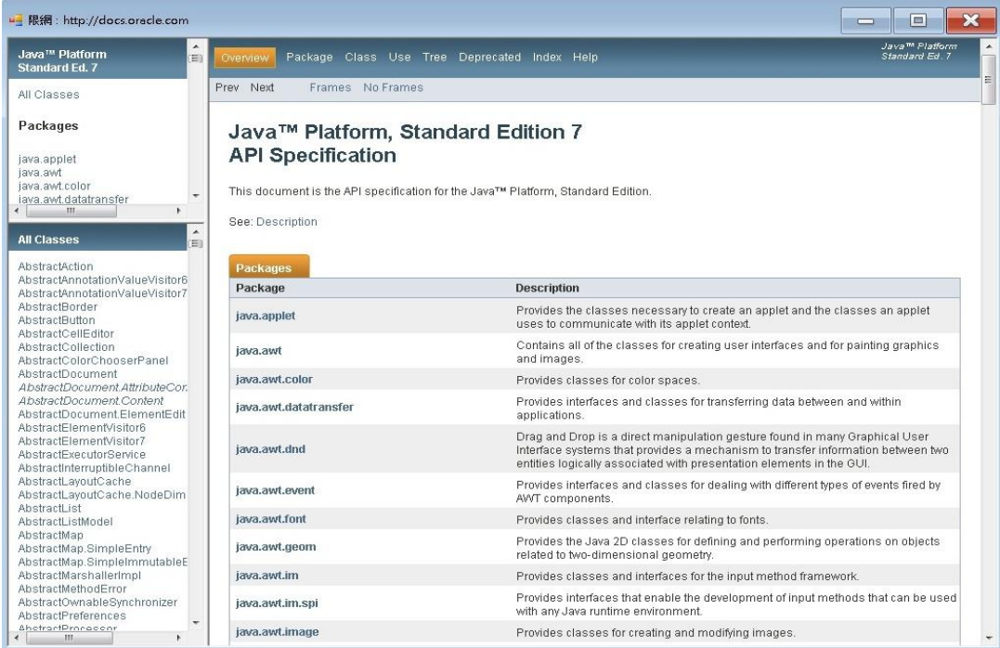 限網 : http://docs.oracle.com
Java™ Platform
Standard Ed. 7
All Classes
Packages
java.applet
java.awt
java.awt.color
java.awt.datatransfer
All Classes
AbstractAction
AbstractAnnotationValueVisitor6
AbstractAnnotationValueVisitor7
AbstractBorder
AbstractButton
AbstractCellEditor
AbstractCollection
AbstractColorChooserPanel
AbstractDocument
AbstractDocument.AttributeCon
AbstractDocument.Content
AbstractDocument.ElementEdit
AbstractElementVisitor6
AbstractElementVisitor7
AbstractExecutorService
AbstractInterruptibleChannel
AbstractLayoutCache
AbstractLayoutCache.NodeDim
AbstractList
AbstractListModel
AbstractMap
AbstractMap.SimpleEntry
AbstractMap.SimpleImmutableE
AbstractMarshallerImpl
AbstractMethodError
AbstractOwnableSynchronizer
AbstractPreferences
AbstractProcessor
Overview Package Class Use Tree Deprecated Index Help
Java™ Platform
Standard Ed. 7
Prev Next Frames No Frames
Java™ Platform, Standard Edition 7
API Specification
This document is the API specification for the Java™ Platform, Standard Edition.
See: Description
Packages
Package Description
java.applet Provides the classes necessary to create an applet and the classes an applet
uses to communicate with its applet context.
java.awt Contains all of the classes for creating user interfaces and for painting graphics
and images.
java.awt.color Provides classes for color spaces.
java.awt.datatransfer Provides interfaces and classes for transferring data between and within
applications.
java.awt.dnd Drag and Drop is a direct manipulation gesture found in many Graphical User
Interface systems that provides a mechanism to transfer information between two
entities logically associated with presentation elements in the GUI.
java.awt.event Provides interfaces and classes for dealing with different types of events fired by
AWT components.
java.awt.font Provides classes and interface relating to fonts.
java.awt.geom Provides the Java 2D classes for defining and performing operations on objects
related to two-dimensional geometry.
java.awt.im Provides classes and interfaces for the input method framework.
java.awt.im.spi Provides interfaces that enable the development of input methods that can be used
with any Java runtime environment.
java.awt.image Provides classes for creating and modifying images.